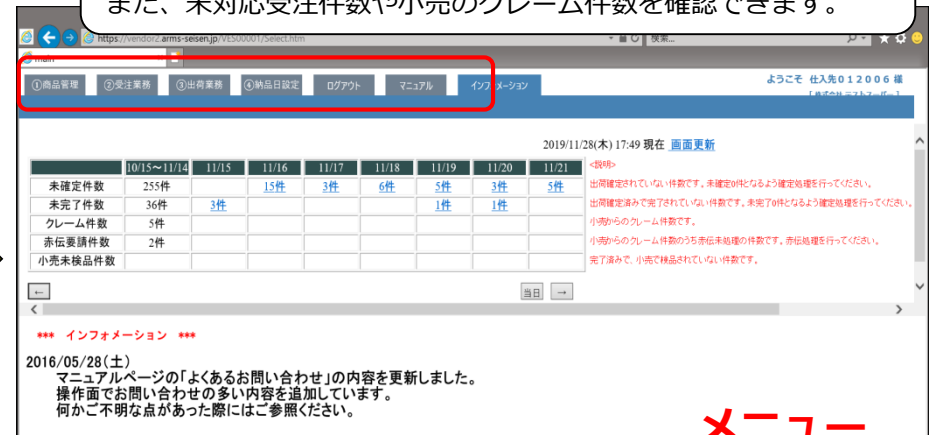 また、未対応受注件数や小売のクレーム件数を確認できます。
https://vendor2.arms-seisen.jp/VES00001/Select.htm
検索...
main
①商品管理 ②受注業務 ③出荷業務 ④納品日設定 ログアウト マニュアル インフォメーション
ようこそ 仕入先012006 様
[株式会社 テストスーパー]
2019/11/28(木) 17:49 現在 画面更新
10/15～11/14 11/15 11/16 11/17 11/18 11/19 11/20 11/21 <説明>
未確定件数 255件 15件 3件 6件 5件 3件 5件 出荷確定されていない件数です。未確定0件となるよう確定処理を行ってください。
未完了件数 36件 3件 1件 1件 出荷確定済みで完了されていない件数です。未完了0件となるよう確定処理を行ってください。
クレーム件数 5件 小売からのクレーム件数です。
赤伝要請件数 2件 小売からのクレーム件数のうち赤伝未処理の件数です。赤伝処理を行ってください。
小売未検品件数 完了済みで、小売で検品されていない件数です。
← 当日 →
*** インフォメーション ***
2016/05/28(土)
マニュアルページの「よくあるお問い合わせ」の内容を更新しました。
操作面でお問い合わせの多い内容を追加しています。
何かご不明な点があった際にはご参照ください。
メニュー